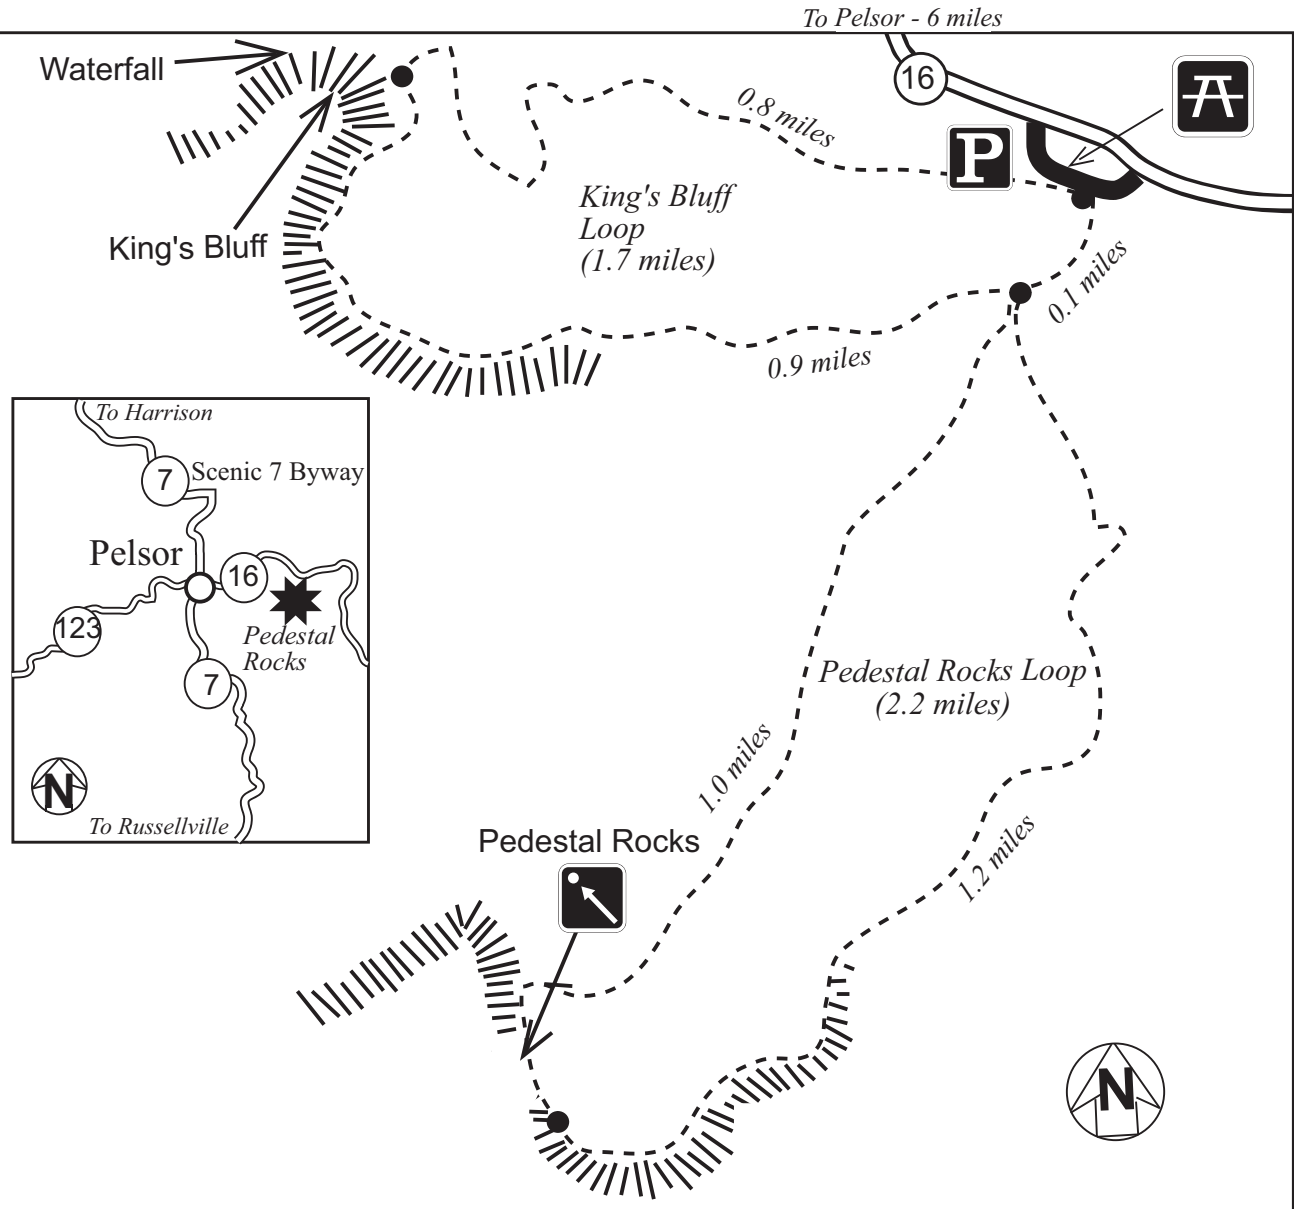 To Pelsor - 6 miles
Waterfall
16
0.8 miles
P
King's Bluff
Loop
(1.7 miles)
King's Bluff
0.1 miles
0.9 miles
To Harrison
7
Scenic 7 Byway
Pelsor
16
123
Pedestal
Rocks
7
N
To Russellville
Pedestal Rocks Loop
(2.2 miles)
1.0 miles
Pedestal Rocks
1.2 miles
N